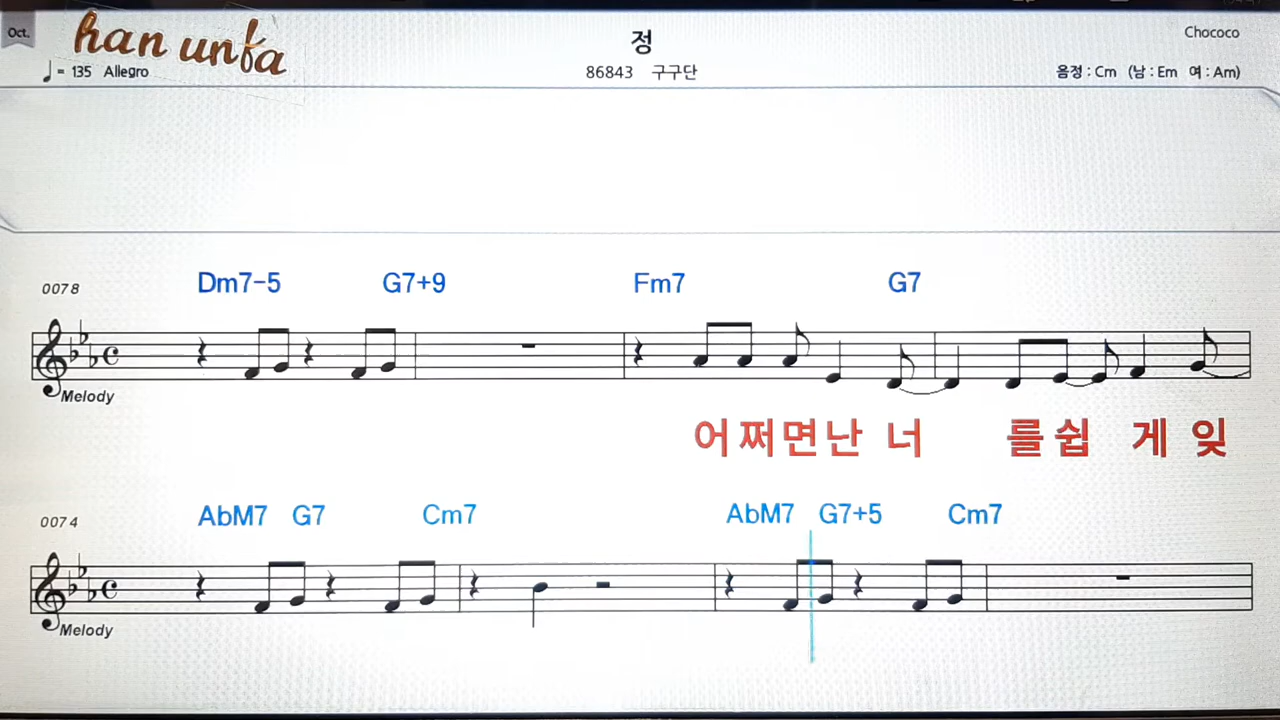 Oct.
han unfa
정
Chococo
♩= 135 Allegro
86843 구구단
음정 : Cm (남 : Em 여 : Am)
0078
Dm7-5 G7+9 Fm7 G7
Melody
어쩌면난 너 를쉽 게 잊
0074
AbM7 G7 Cm7 AbM7 G7+5 Cm7
Melody